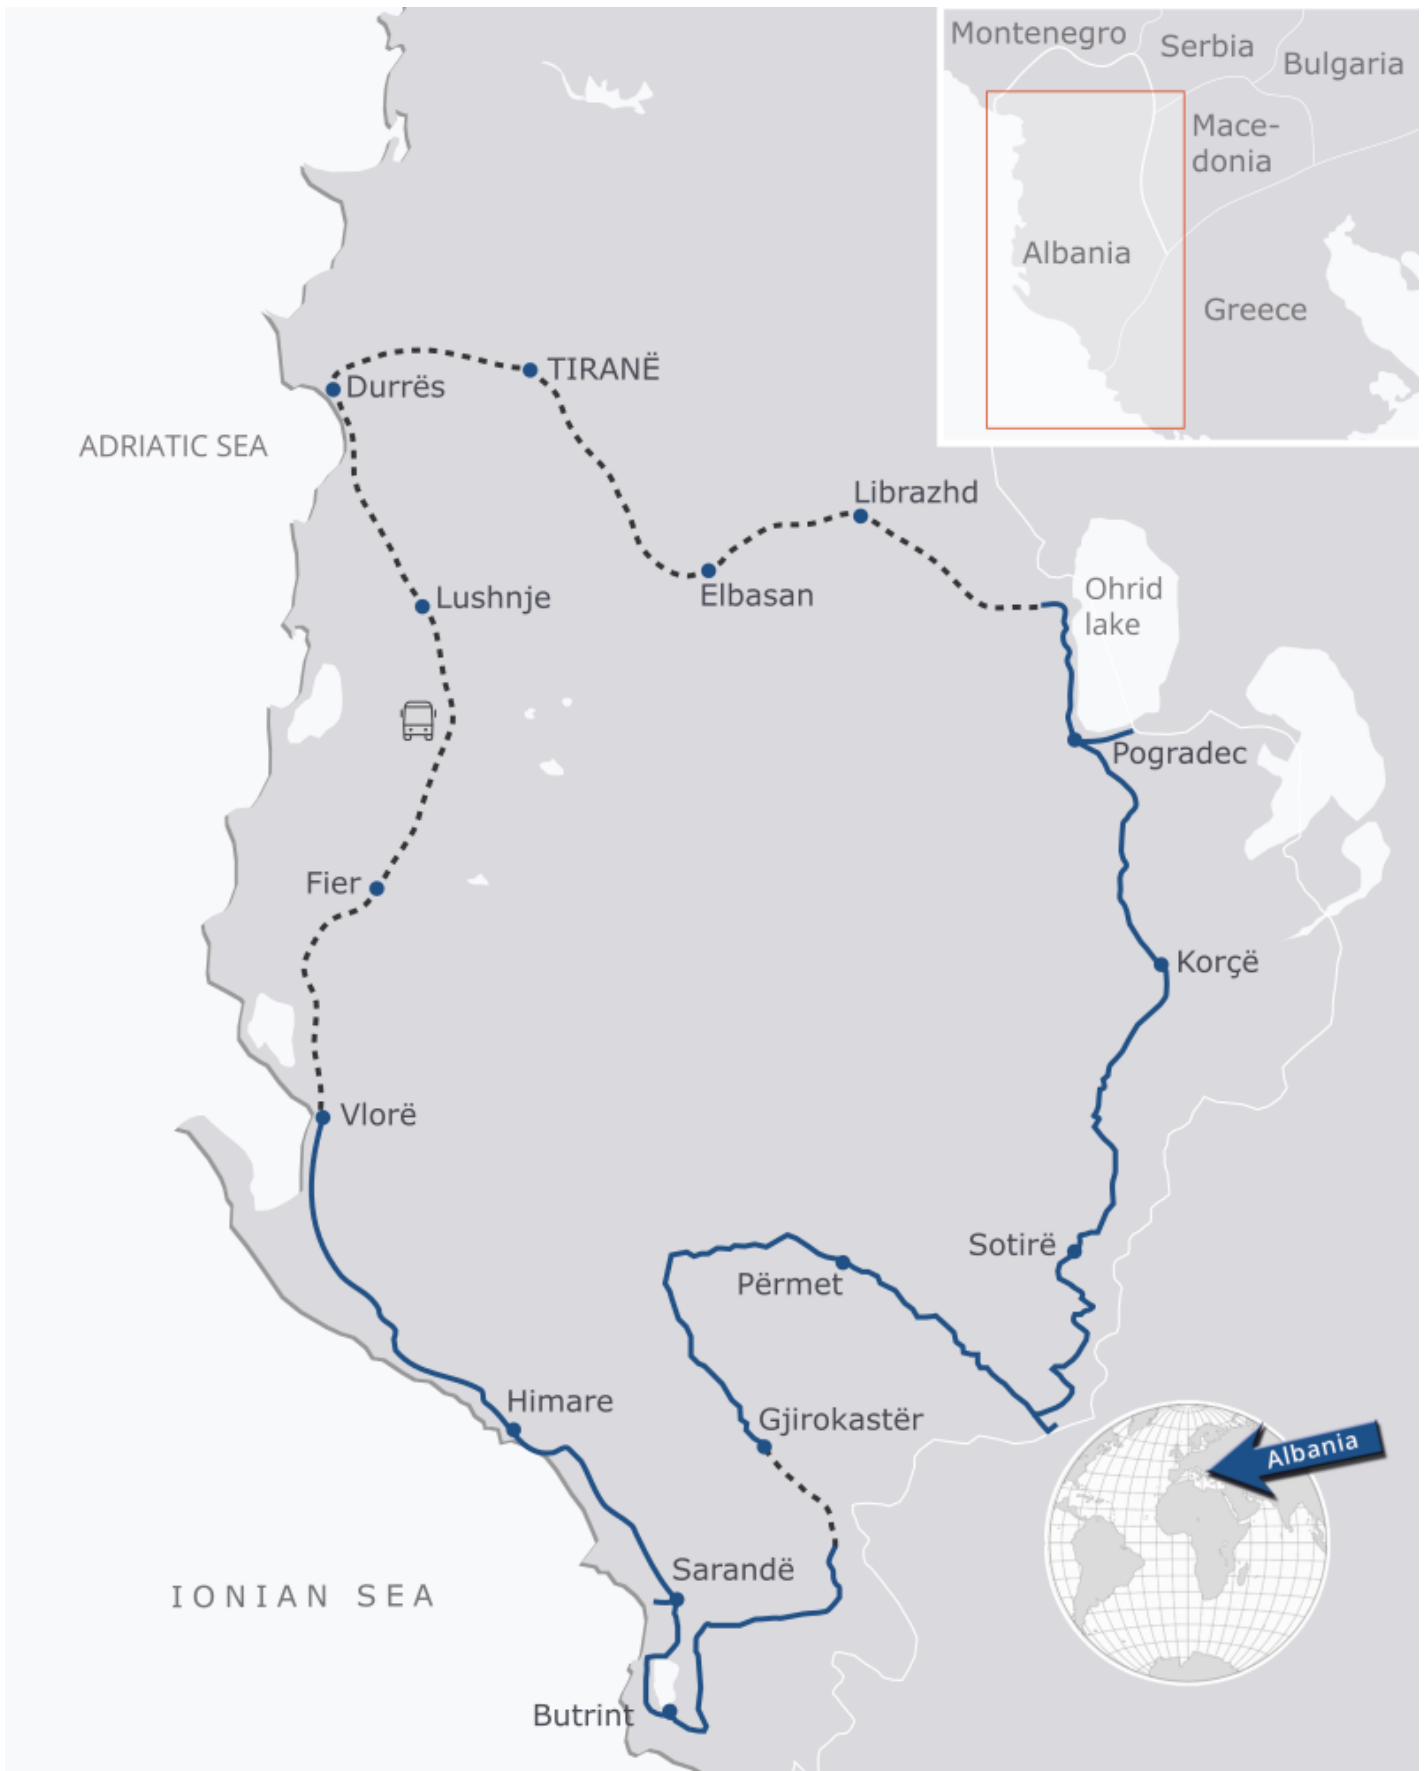 Montenegro
Serbia
Bulgaria
Mace-
donia
Albania
Greece
TIRANË
Durrës
ADRIATIC SEA
Librazhd
Elbasan
Ohrid
lake
Lushnje
Pogradec
Fier
Korçë
Vlorë
Sotirë
Përmet
Himare
Gjirokastër
Albania
Sarandë
IONIAN SEA
Butrint